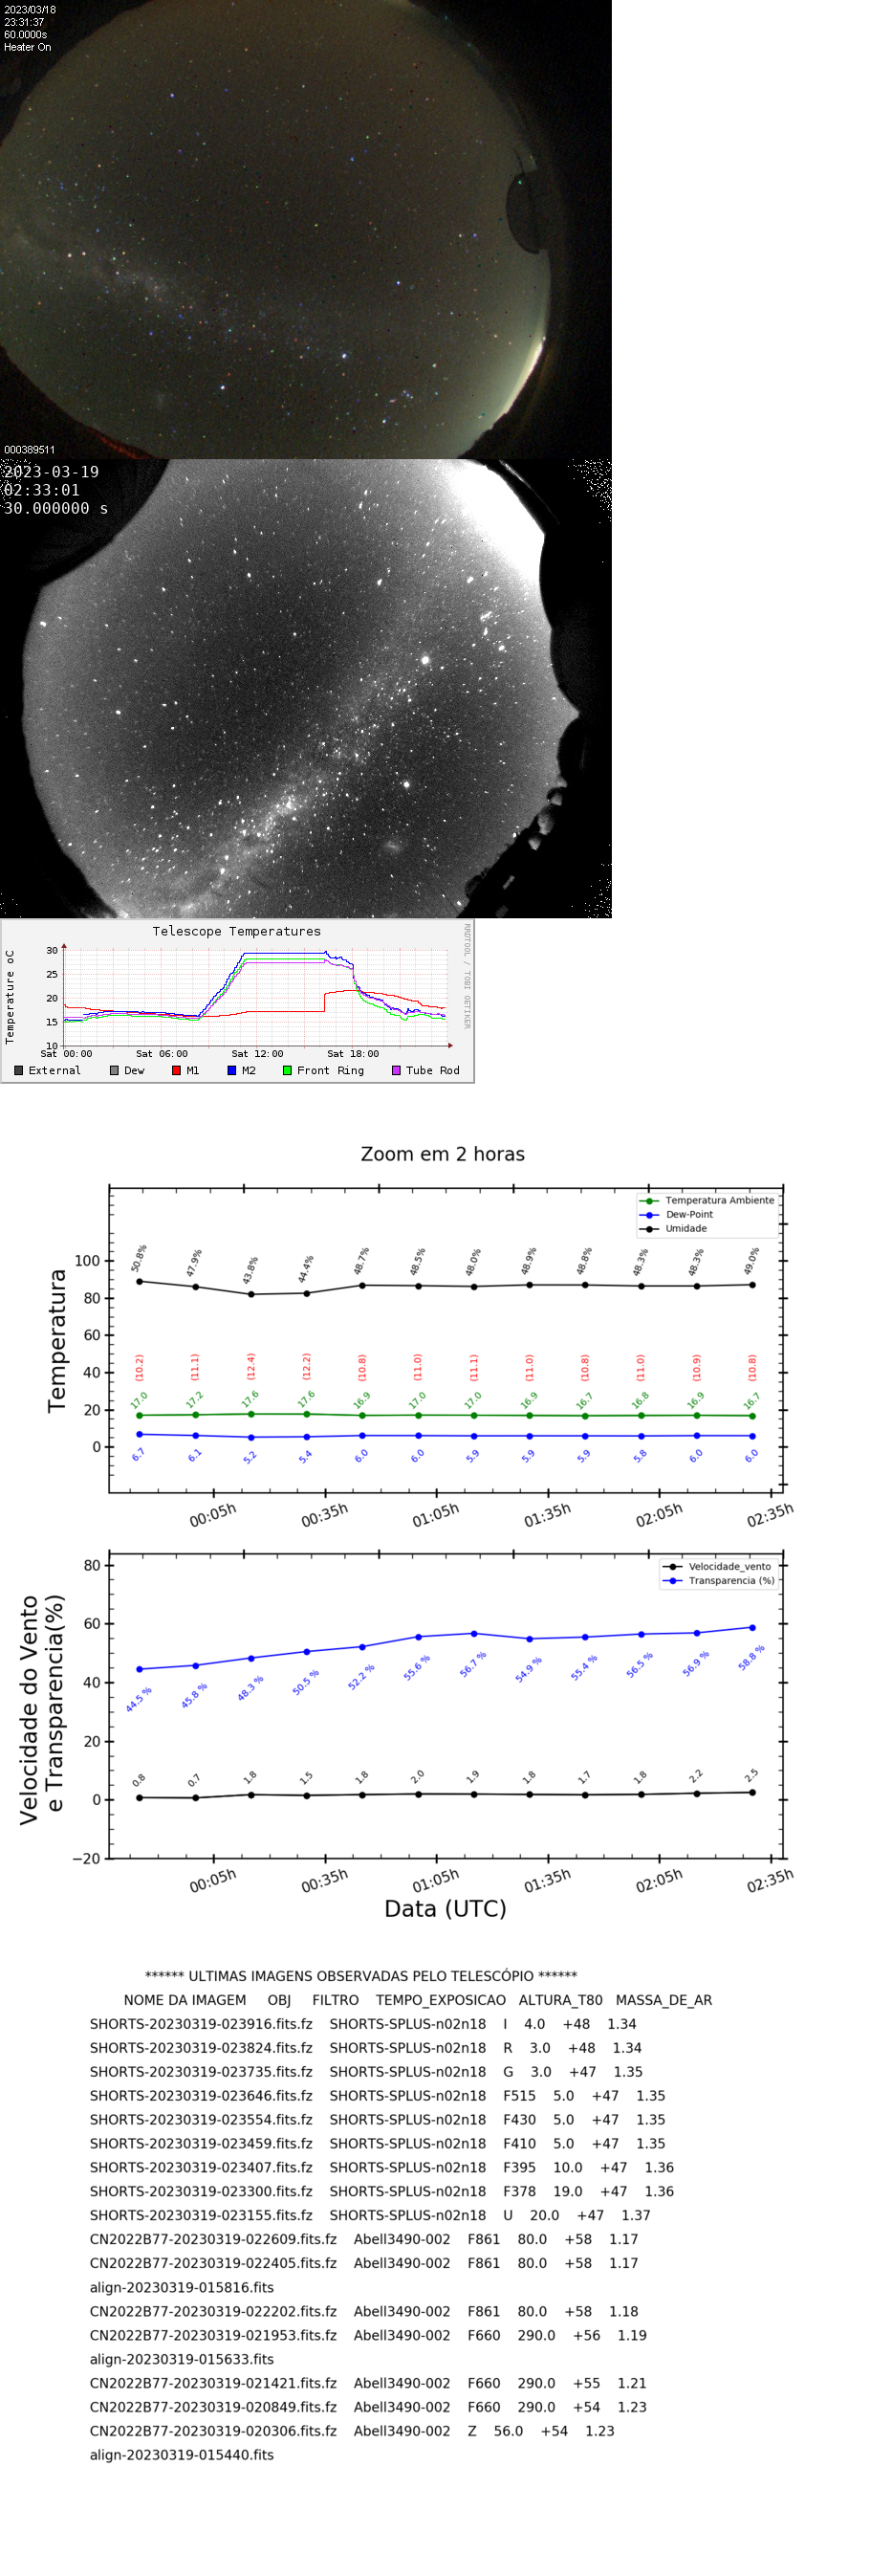 2023/03/18
23:31:37
60.0000s
Heater On
000389511
2023-03-19
02:33:01
30.000000 s
Telescope Temperatures
RRDTOOL / TOBI OETIKER
Temperature oC
30
25
20
15
10
Sat 00:00 Sat 06:00 Sat 12:00 Sat 18:00
External Dew M1 M2 Front Ring Tube Rod
Zoom em 2 horas
Temperatura Ambiente
Dew-Point
Umidade
Temperatura
100
80
60
40
20
0
50.8% 47.9% 43.8% 44.4% 48.7% 48.5% 48.0% 48.9% 48.8% 48.3% 48.3% 49.0%
(10.2) (11.1) (12.4) (12.2) (10.8) (11.0) (11.1) (11.0) (10.8) (11.0) (10.9) (10.8)
17.0 17.2 17.6 17.6 16.9 17.0 17.0 16.9 16.7 16.8 16.9 16.7
6.7 6.1 5.2 5.4 6.0 6.0 5.9 5.9 5.9 5.8 6.0 6.0
00:05h 00:35h 01:05h 01:35h 02:05h 02:35h
Velocidade_vento
Transparencia (%)
Velocidade do Vento
e Transparencia(%)
80
60
40
20
0
−20
44.5 % 45.8 % 48.3 % 50.5 % 52.2 % 55.6 % 56.7 % 54.9 % 55.4 % 56.5 % 56.9 % 58.8 %
0.8 0.7 1.8 1.5 1.8 2.0 1.9 1.8 1.7 1.8 2.2 2.5
00:05h 00:35h 01:05h 01:35h 02:05h 02:35h
Data (UTC)
****** ULTIMAS IMAGENS OBSERVADAS PELO TELESCÓPIO ******
NOME DA IMAGEM OBJ FILTRO TEMPO_EXPOSICAO ALTURA_T80 MASSA_DE_AR
SHORTS-20230319-023916.fits.fz SHORTS-SPLUS-n02n18 I 4.0 +48 1.34
SHORTS-20230319-023824.fits.fz SHORTS-SPLUS-n02n18 R 3.0 +48 1.34
SHORTS-20230319-023735.fits.fz SHORTS-SPLUS-n02n18 G 3.0 +47 1.35
SHORTS-20230319-023646.fits.fz SHORTS-SPLUS-n02n18 F515 5.0 +47 1.35
SHORTS-20230319-023554.fits.fz SHORTS-SPLUS-n02n18 F430 5.0 +47 1.35
SHORTS-20230319-023459.fits.fz SHORTS-SPLUS-n02n18 F410 5.0 +47 1.35
SHORTS-20230319-023407.fits.fz SHORTS-SPLUS-n02n18 F395 10.0 +47 1.36
SHORTS-20230319-023300.fits.fz SHORTS-SPLUS-n02n18 F378 19.0 +47 1.36
SHORTS-20230319-023155.fits.fz SHORTS-SPLUS-n02n18 U 20.0 +47 1.37
CN2022B77-20230319-022609.fits.fz Abell3490-002 F861 80.0 +58 1.17
CN2022B77-20230319-022405.fits.fz Abell3490-002 F861 80.0 +58 1.17
align-20230319-015816.fits
CN2022B77-20230319-022202.fits.fz Abell3490-002 F861 80.0 +58 1.18
CN2022B77-20230319-021953.fits.fz Abell3490-002 F660 290.0 +56 1.19
align-20230319-015633.fits
CN2022B77-20230319-021421.fits.fz Abell3490-002 F660 290.0 +55 1.21
CN2022B77-20230319-020849.fits.fz Abell3490-002 F660 290.0 +54 1.23
CN2022B77-20230319-020306.fits.fz Abell3490-002 Z 56.0 +54 1.23
align-20230319-015440.fits